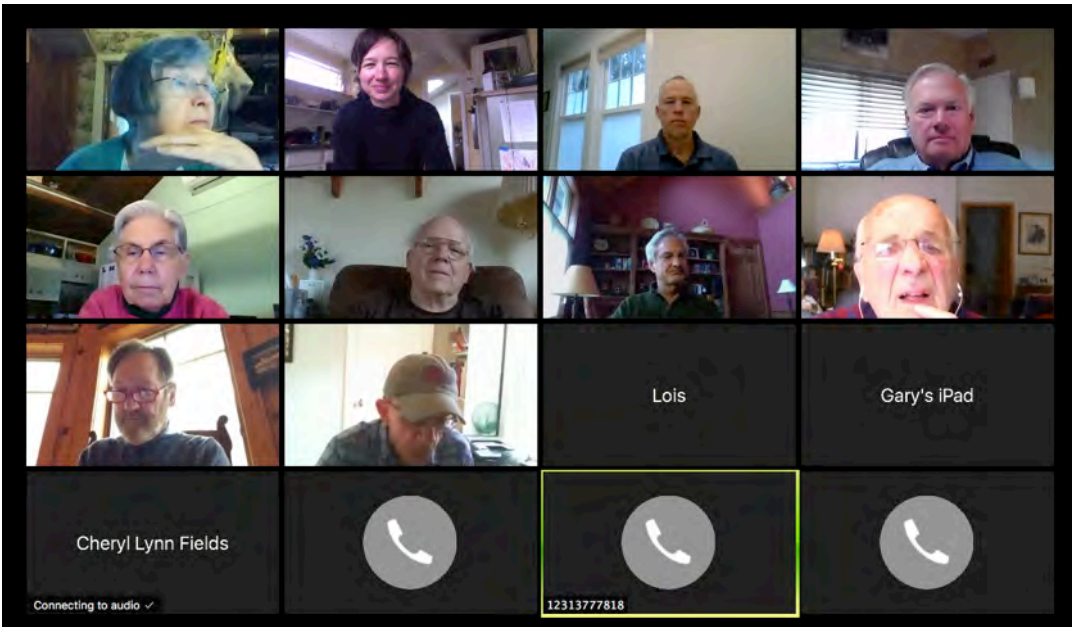 Lois
Gary's iPad
Cheryl Lynn Fields
Connecting to audio ✓
12313777818